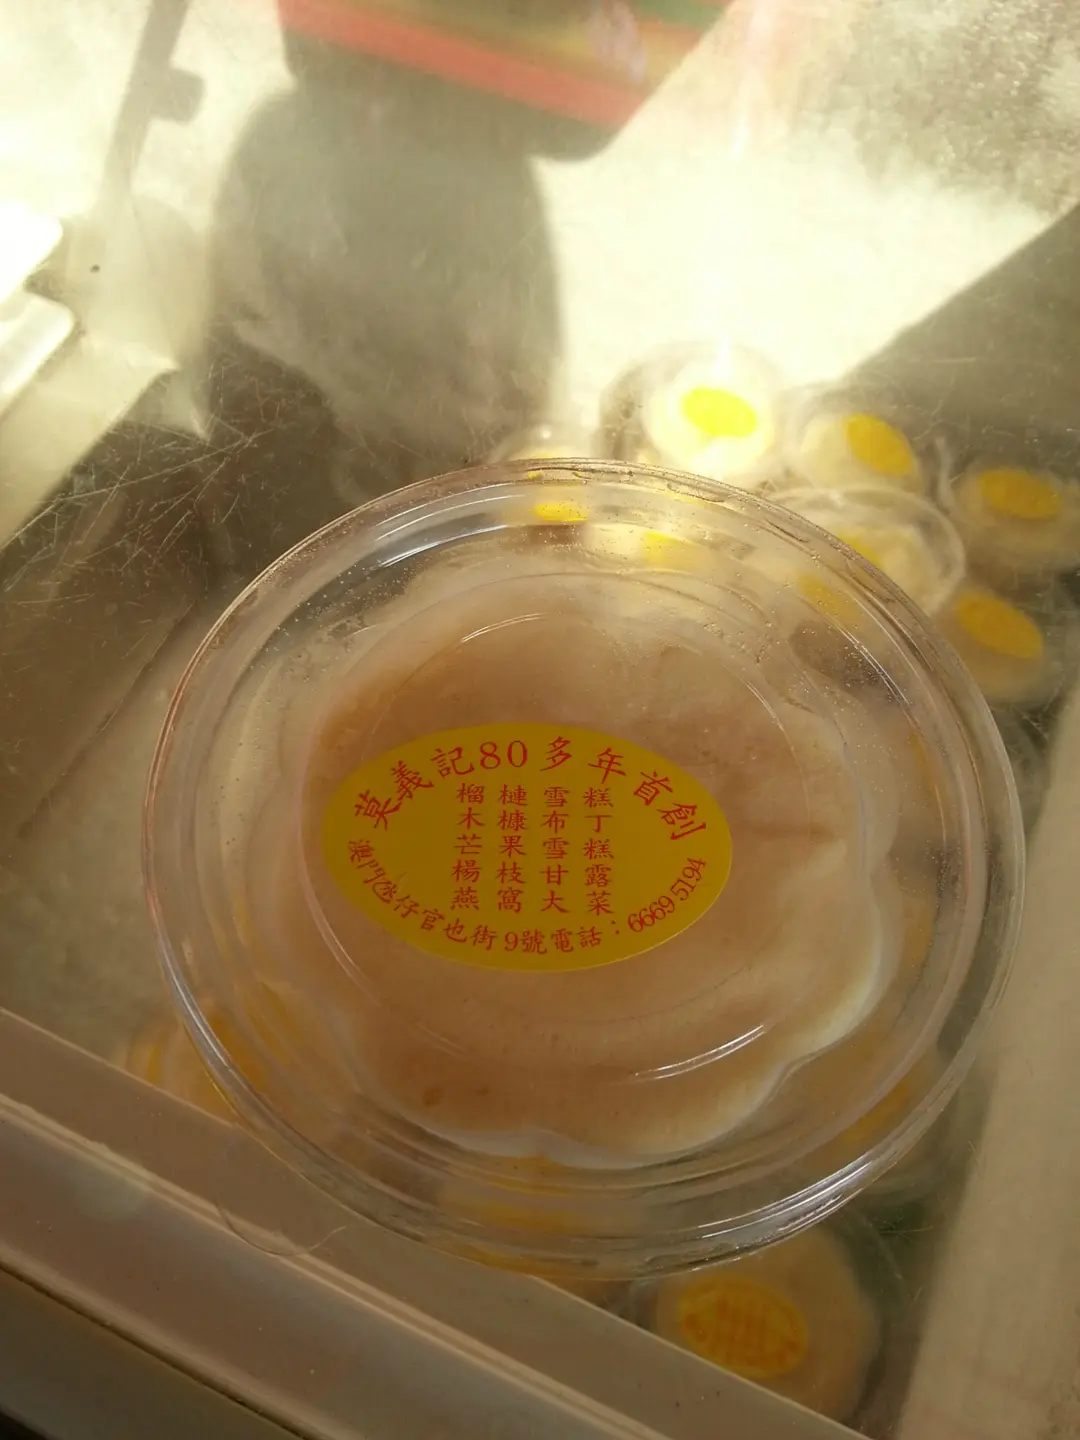 莫義記80多年首創
榴槤雪糕
木槺布丁
芒果雪糕
楊枝甘露
燕窩大菜
澳門氹仔官也街9號電話：6669 5194